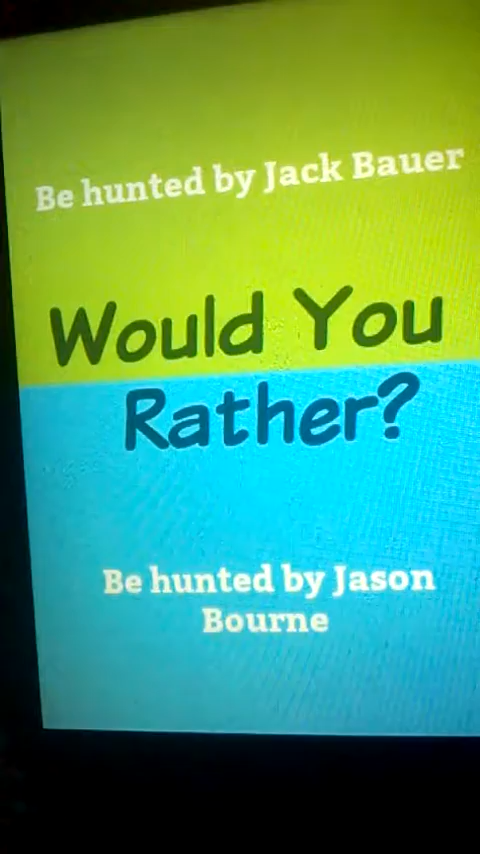 Be hunted by Jack Bauer
Would You
Rather?
Be hunted by Jason
Bourne